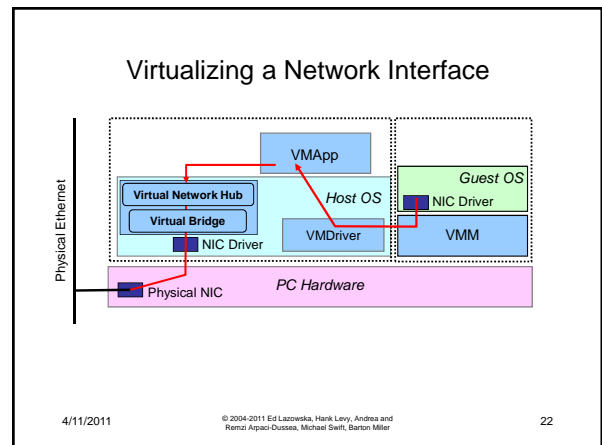 Virtualizing a Network Interface
Physical Ethernet
VMApp
Guest OS
Virtual Network Hub
Host OS
NIC Driver
Virtual Bridge
NIC Driver
VMDriver
VMM
Physical NIC
PC Hardware
4/11/2011
© 2004-2011 Ed Lazowska, Hank Levy, Andrea and
Remzi Arpaci-Dussea, Michael Swift, Barton Miller
22